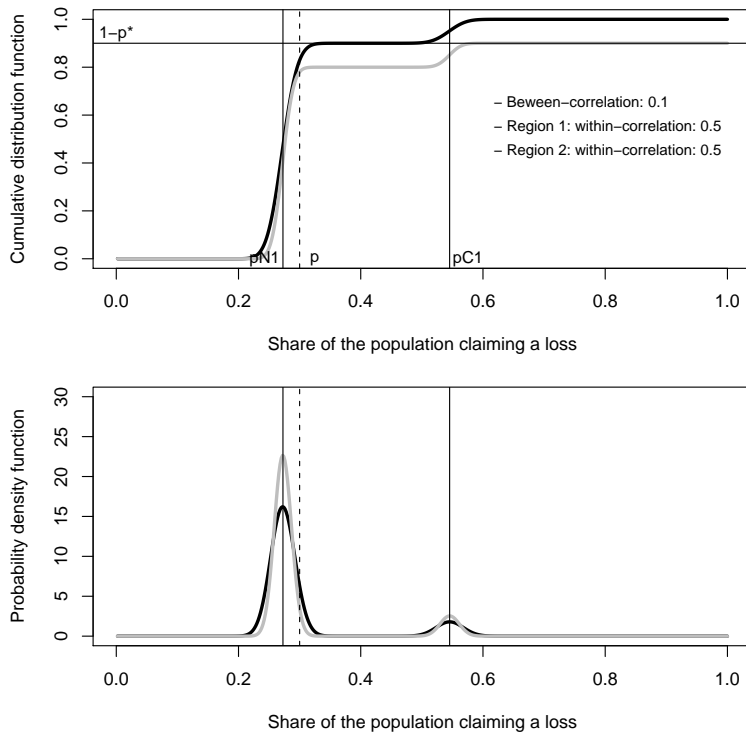 1.0
0.8
0.6
0.4
0.2
0.0
Cumulative distribution function
1−p*
− Beween−correlation: 0.1
− Region 1: within−correlation: 0.5
− Region 2: within−correlation: 0.5
pN1
p
pC1
0.0 0.2 0.4 0.6 0.8 1.0
Share of the population claiming a loss
30
25
20
15
10
5
0
Probability density function
0.0 0.2 0.4 0.6 0.8 1.0
Share of the population claiming a loss